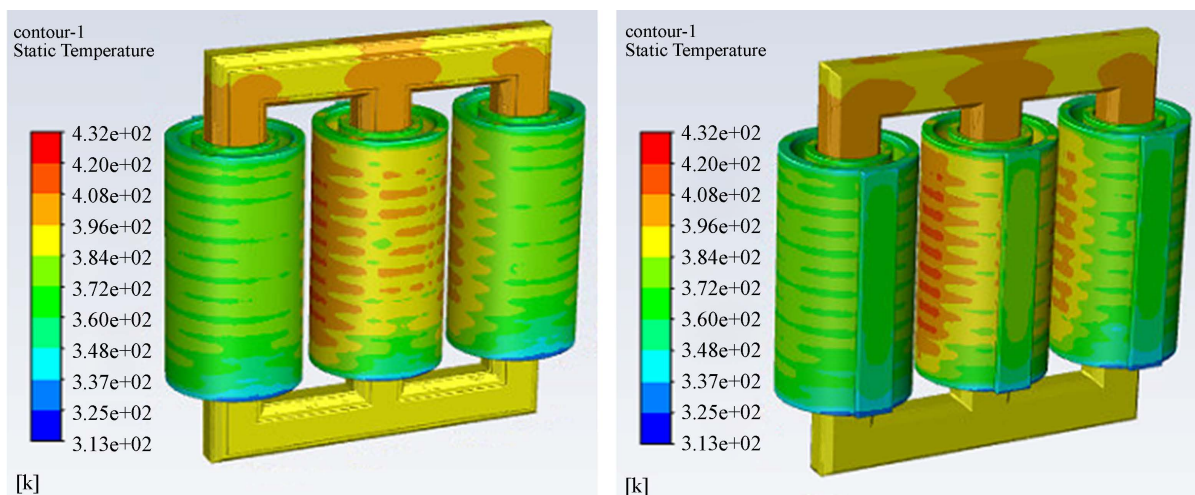 contour-1
Static Temperature
4.32e+02
4.20e+02
4.08e+02
3.96e+02
3.84e+02
3.72e+02
3.60e+02
3.48e+02
3.37e+02
3.25e+02
3.13e+02
[k]
contour-1
Static Temperature
4.32e+02
4.20e+02
4.08e+02
3.96e+02
3.84e+02
3.72e+02
3.60e+02
3.48e+02
3.37e+02
3.25e+02
3.13e+02
[k]